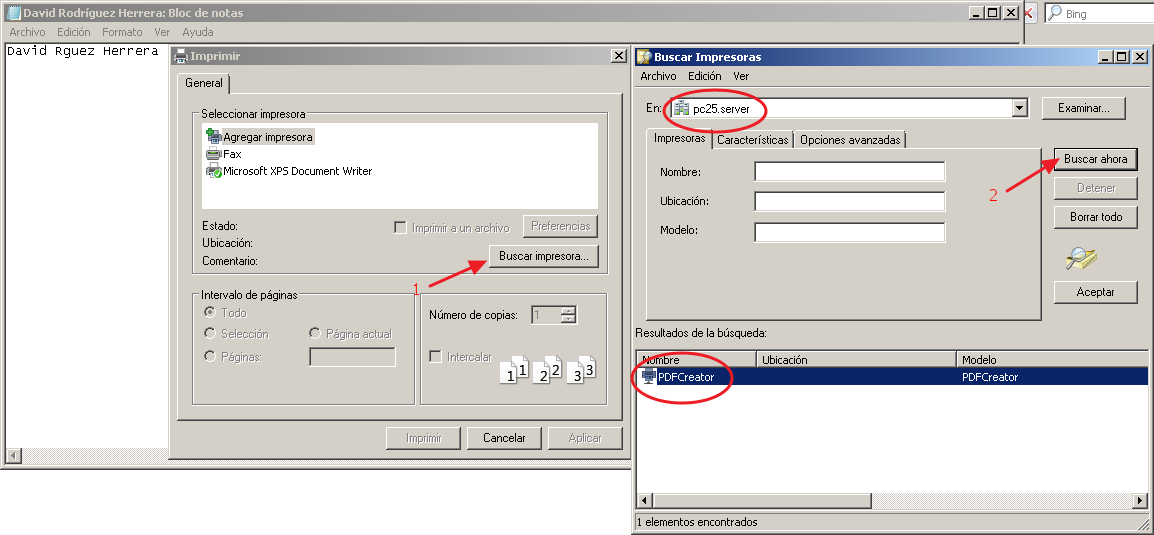 David Rodríguez Herrera: Bloc de notas
Archivo Edición Formato Ver Ayuda
David Rguez Herrera
Bing
Imprimir
General
Seleccionar impresora
Agregar impresora
Fax
Microsoft XPS Document Writer
Estado:
Ubicación:
Comentario:
Imprimir a un archivo
Preferencias
Buscar impresora...
1
Intervalo de páginas
Todo
Selección Página actual
Páginas:
Número de copias: 1
Intercalar
1 1 2 2 3 3
Imprimir Cancelar Aplicar
Buscar Impresoras
Archivo Edición Ver
En: pc25.server Examinar...
Impresoras Características Opciones avanzadas
Nombre:
Ubicación:
Modelo:
Buscar ahora
2
Detener
Borrar todo
Aceptar
Resultados de la búsqueda:
Nombre Ubicación Modelo
PDFCreator PDFCreator
1 elementos encontrados